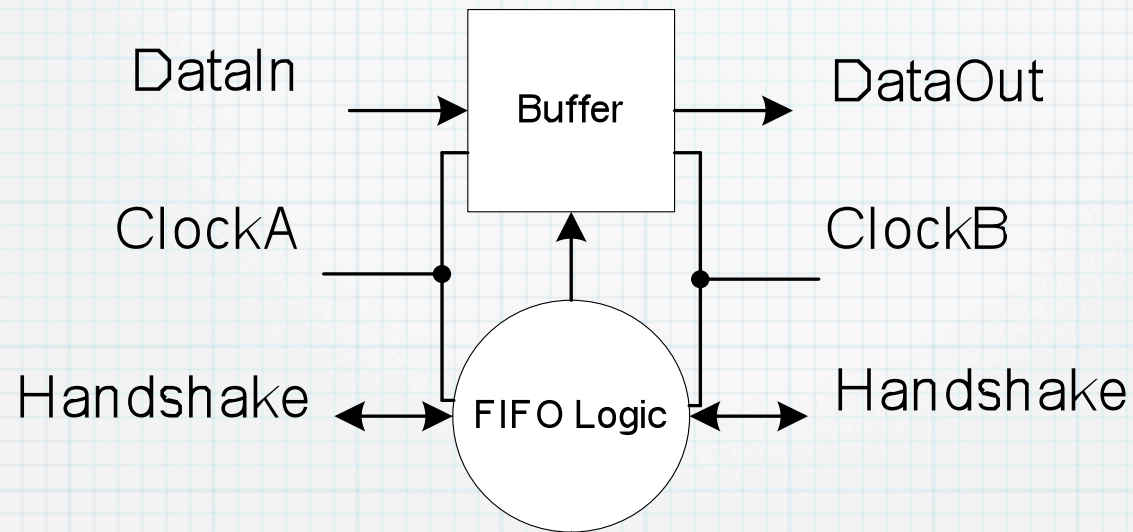 DataIn
Buffer
DataOut
ClockA
ClockB
Handshake
FIFO Logic
Handshake